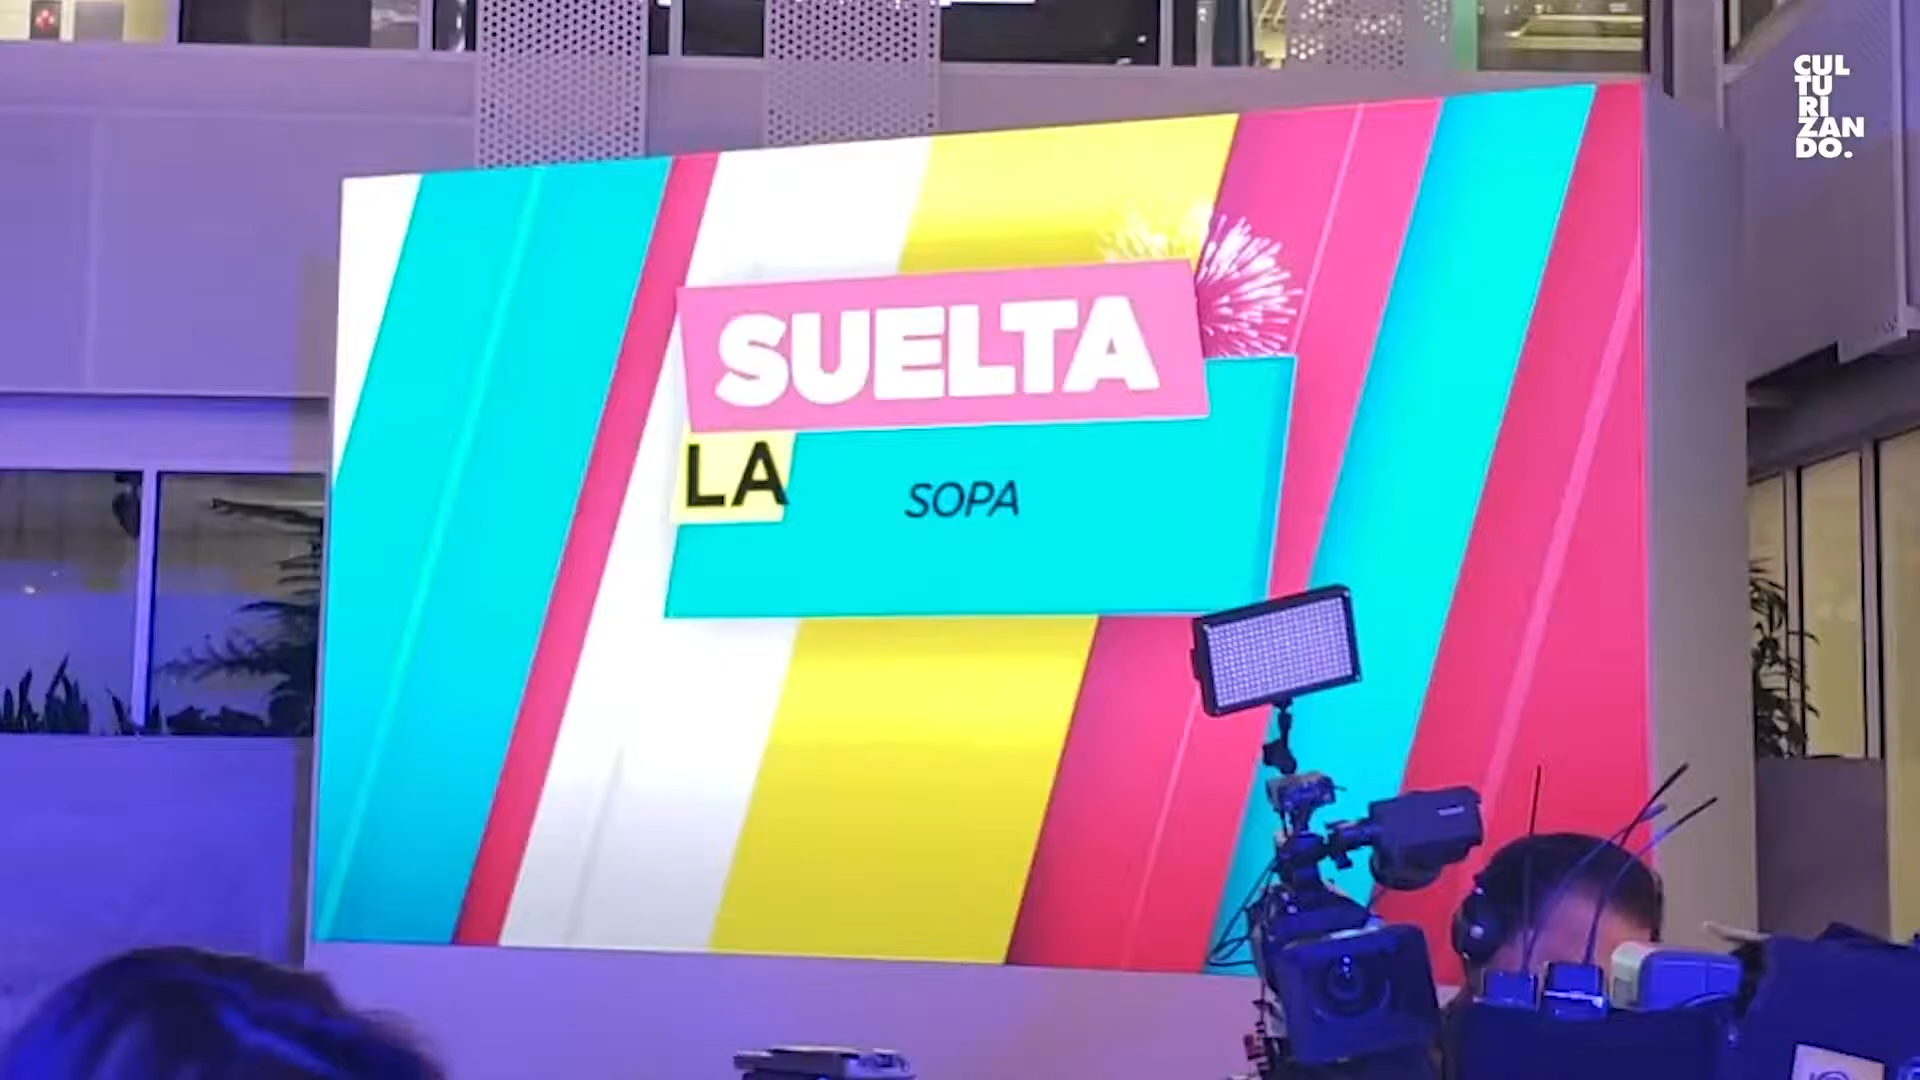 SUELTA
LA
SOPA
CUL
TU
RI
ZAN
DO.